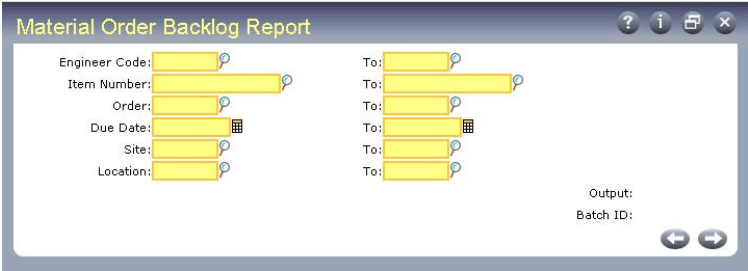 Material Order Backlog Report ? i
Engineer Code: To:
Item Number: To:
Order: To:
Due Date: To:
Site: To:
Location: To:
Output:
Batch ID: